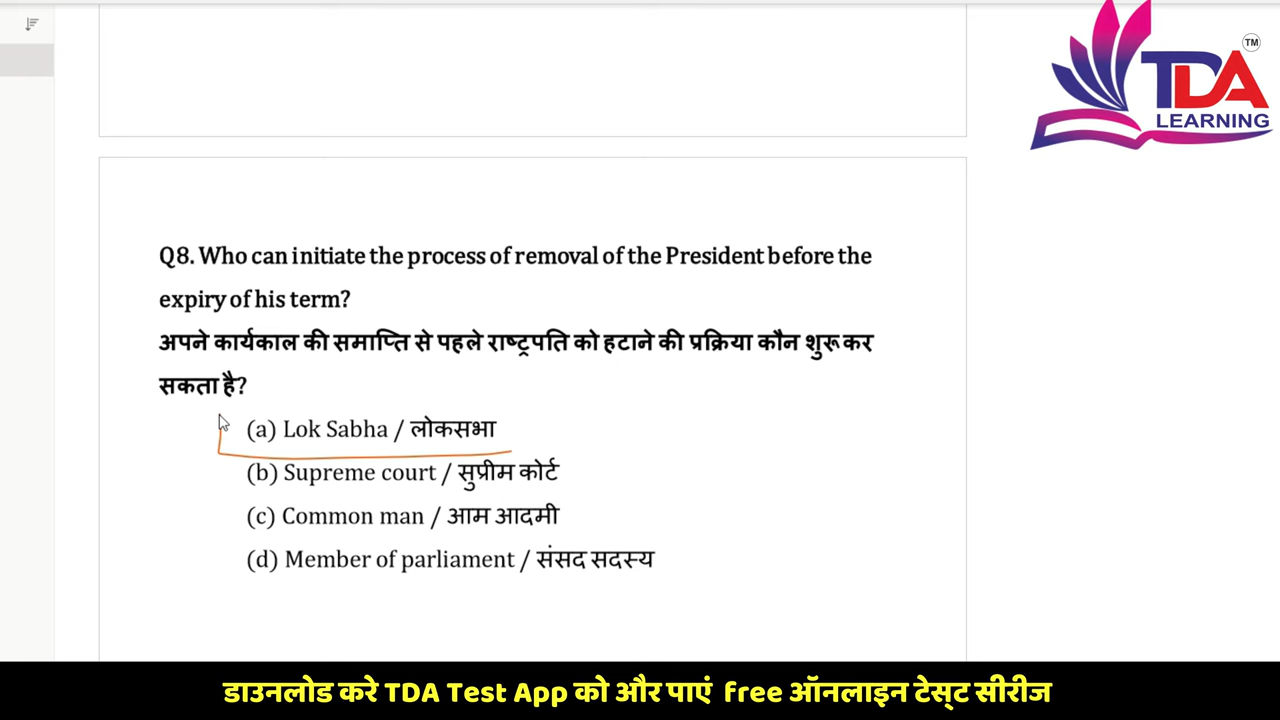 TDA
TM
LEARNING
Q8. Who can initiate the process of removal of the President before the
expiry of his term?
अपने कार्यकाल की समाप्ति से पहले राष्ट्रपति को हटाने की प्रक्रिया कौन शुरू कर
सकता है?
(a) Lok Sabha / लोकसभा
(b) Supreme court / सुप्रीम कोर्ट
(c) Common man / आम आदमी
(d) Member of parliament / संसद सदस्य
डाउनलोड करे TDA Test App को और पाएं free ऑनलाइन टेस्ट सीरीज